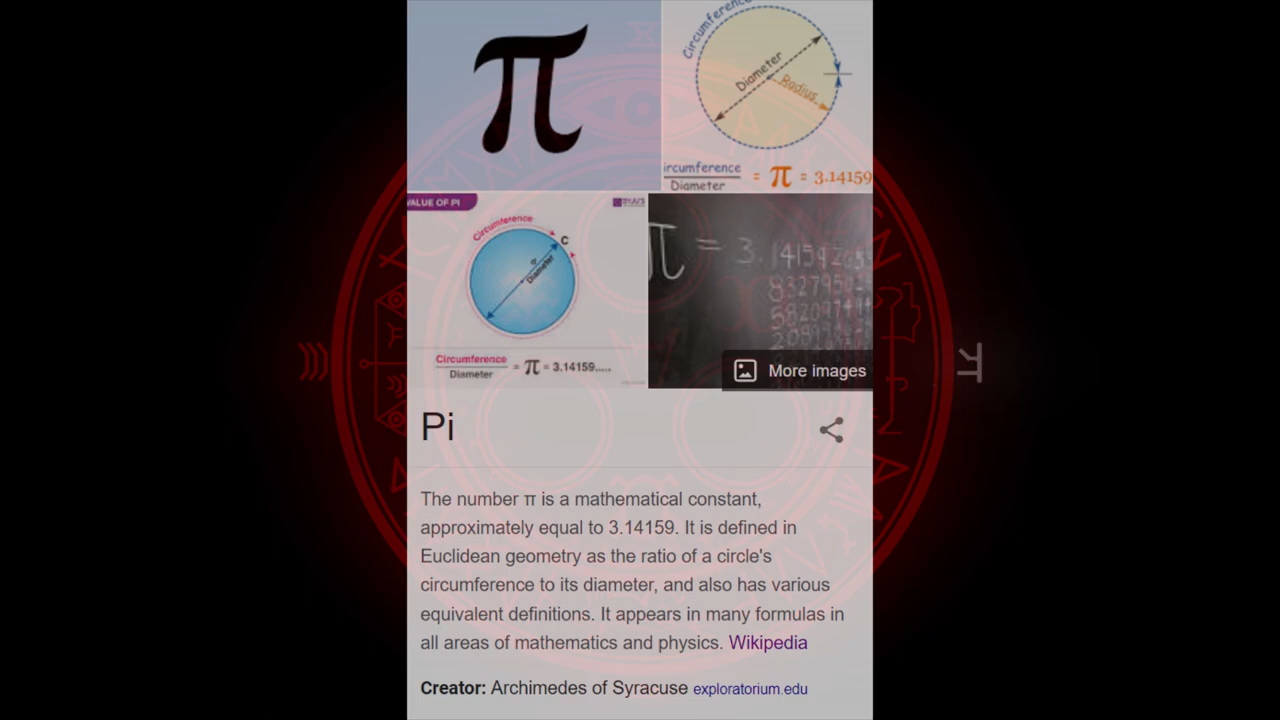 π
Circumference
Diameter
Radius
ircumference
Diameter
= π = 3.14159
VALUE OF PI
BYJU'S
Circumference
C
d
Diameter
Circumference
Diameter
= π = 3.14159.....
π = 3.
More images
Pi
The number π is a mathematical constant,
approximately equal to 3.14159. It is defined in
Euclidean geometry as the ratio of a circle's
circumference to its diameter, and also has various
equivalent definitions. It appears in many formulas in
all areas of mathematics and physics. Wikipedia
Creator: Archimedes of Syracuse exploratorium.edu